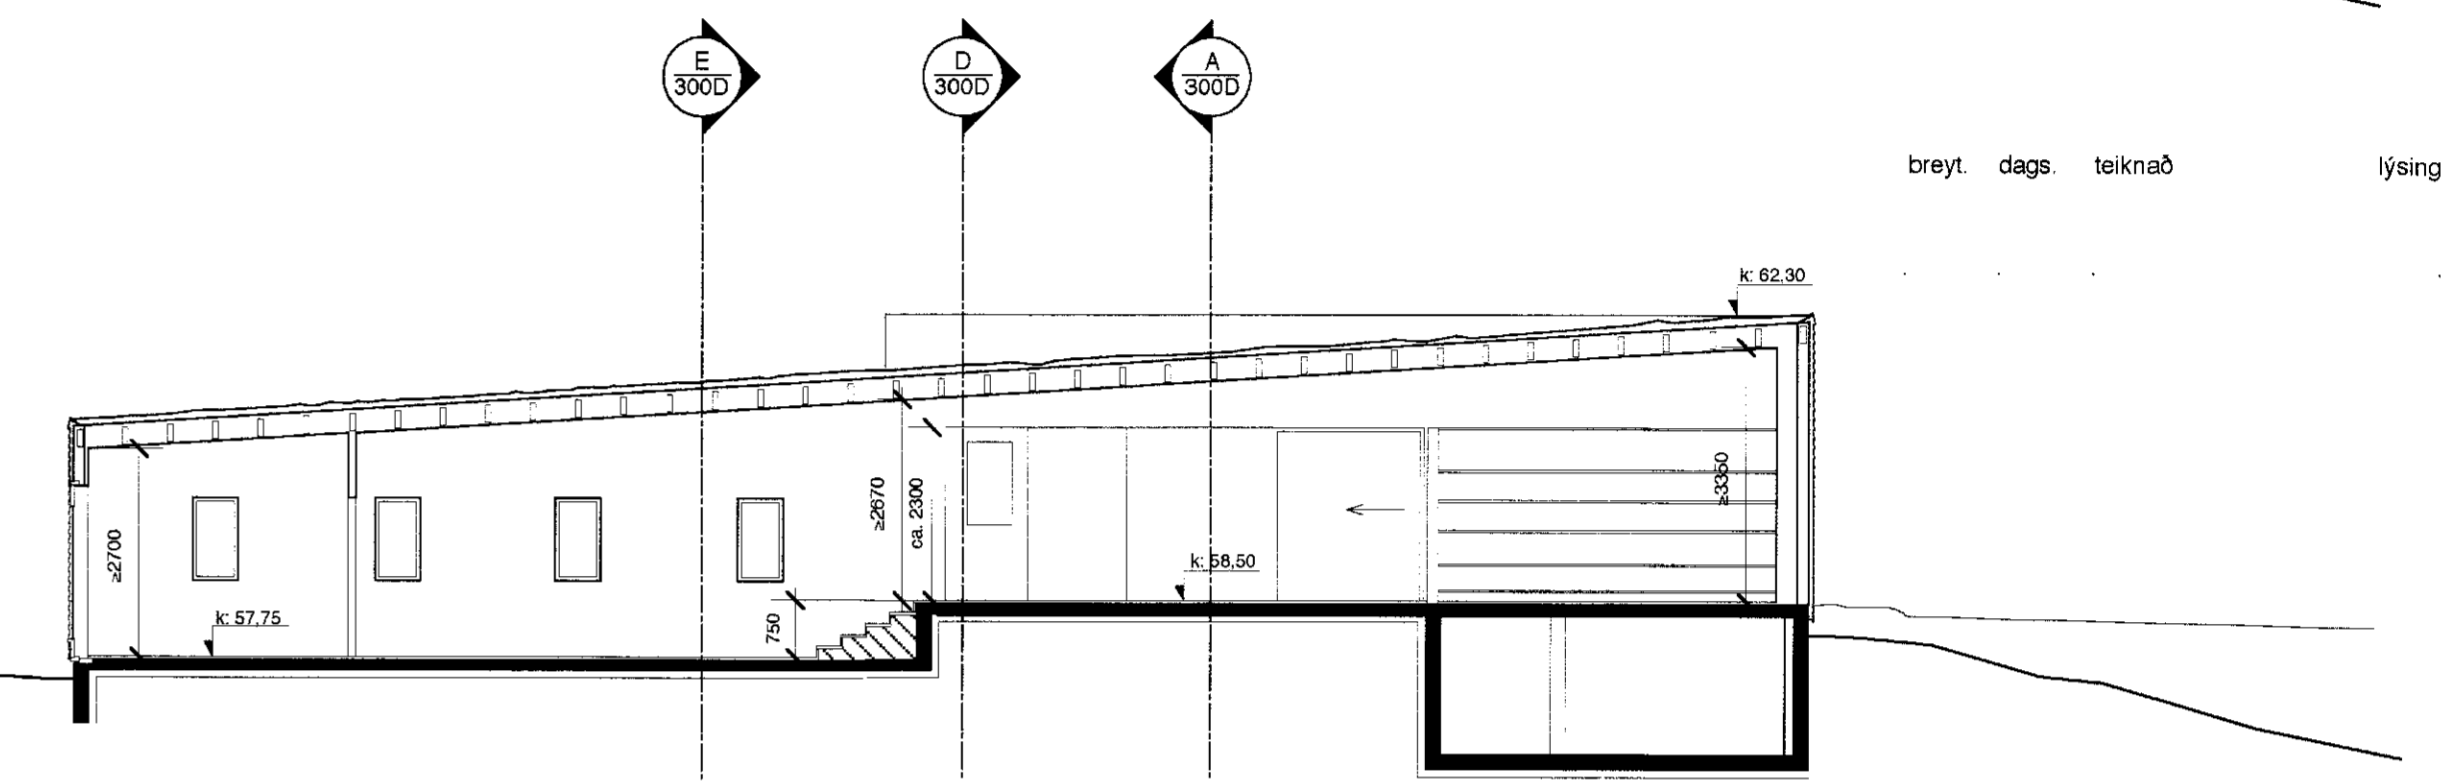 E
300D
D
300D
A
300D
breyt. dags. teiknað lýsing
k: 62,30
≥2700
k: 57,75
750
≥2670
ca. 2300
k: 58,50
≥3350